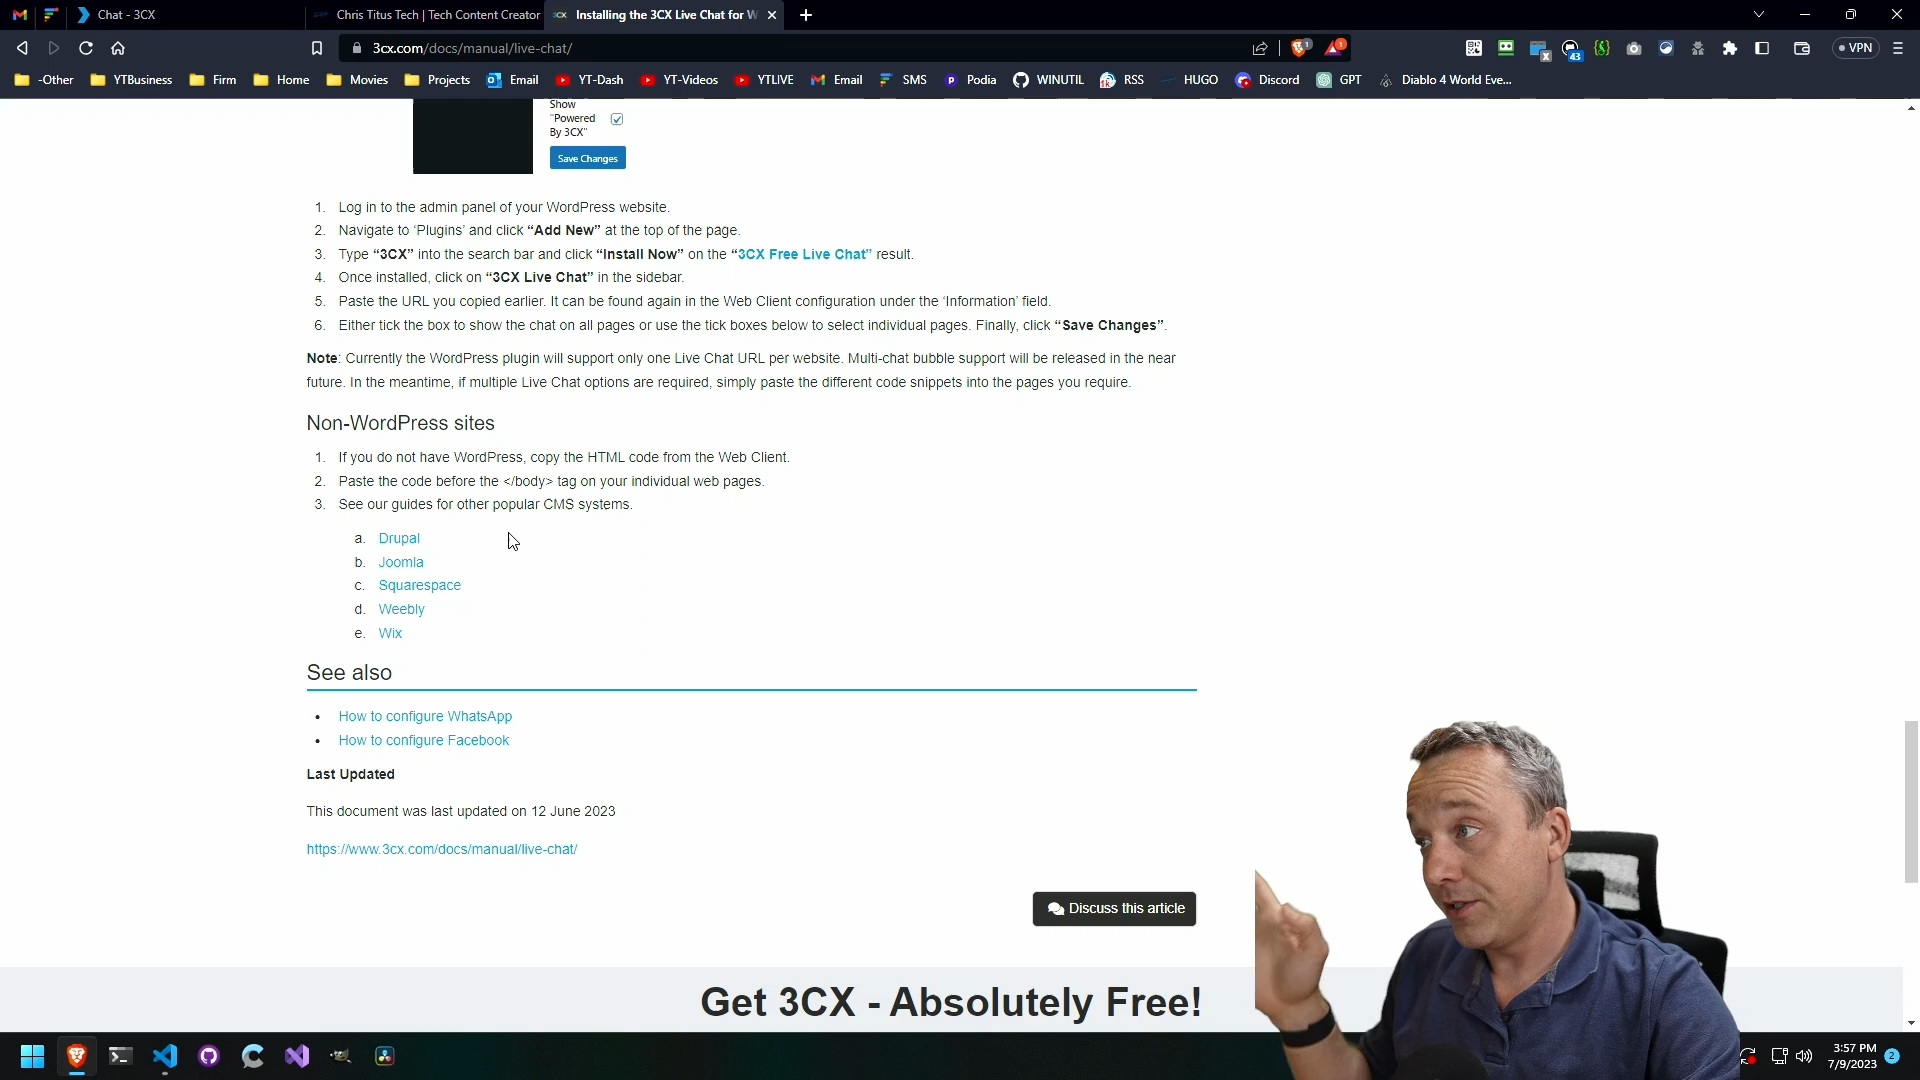 Chat - 3CX
Chris Titus Tech | Tech Content Creator
3CX Installing the 3CX Live Chat for W
3cx.com/docs/manual/live-chat/
1
1
43
VPN
-Other
YTBusiness
Firm
Home
Movies
Projects
Email
YT-Dash
YT-Videos
YTLIVE
Email
SMS
Podia
WINUTIL
RSS
HUGO
Discord
GPT
Diablo 4 World Eve...
Show
"Powered
By 3CX"
Save Changes
1. Log in to the admin panel of your WordPress website.
2. Navigate to 'Plugins' and click “Add New” at the top of the page.
3. Type “3CX” into the search bar and click “Install Now” on the “3CX Free Live Chat” result.
4. Once installed, click on “3CX Live Chat” in the sidebar.
5. Paste the URL you copied earlier. It can be found again in the Web Client configuration under the 'Information' field.
6. Either tick the box to show the chat on all pages or use the tick boxes below to select individual pages. Finally, click “Save Changes”.
Note: Currently the WordPress plugin will support only one Live Chat URL per website. Multi-chat bubble support will be released in the near
future. In the meantime, if multiple Live Chat options are required, simply paste the different code snippets into the pages you require.
Non-WordPress sites
1. If you do not have WordPress, copy the HTML code from the Web Client.
2. Paste the code before the </body> tag on your individual web pages.
3. See our guides for other popular CMS systems.
a. Drupal
b. Joomla
c. Squarespace
d. Weebly
e. Wix
See also
• How to configure WhatsApp
• How to configure Facebook
Last Updated
This document was last updated on 12 June 2023
https://www.3cx.com/docs/manual/live-chat/
Discuss this article
Get 3CX - Absolutely Free!
3:57 PM
7/9/2023
2